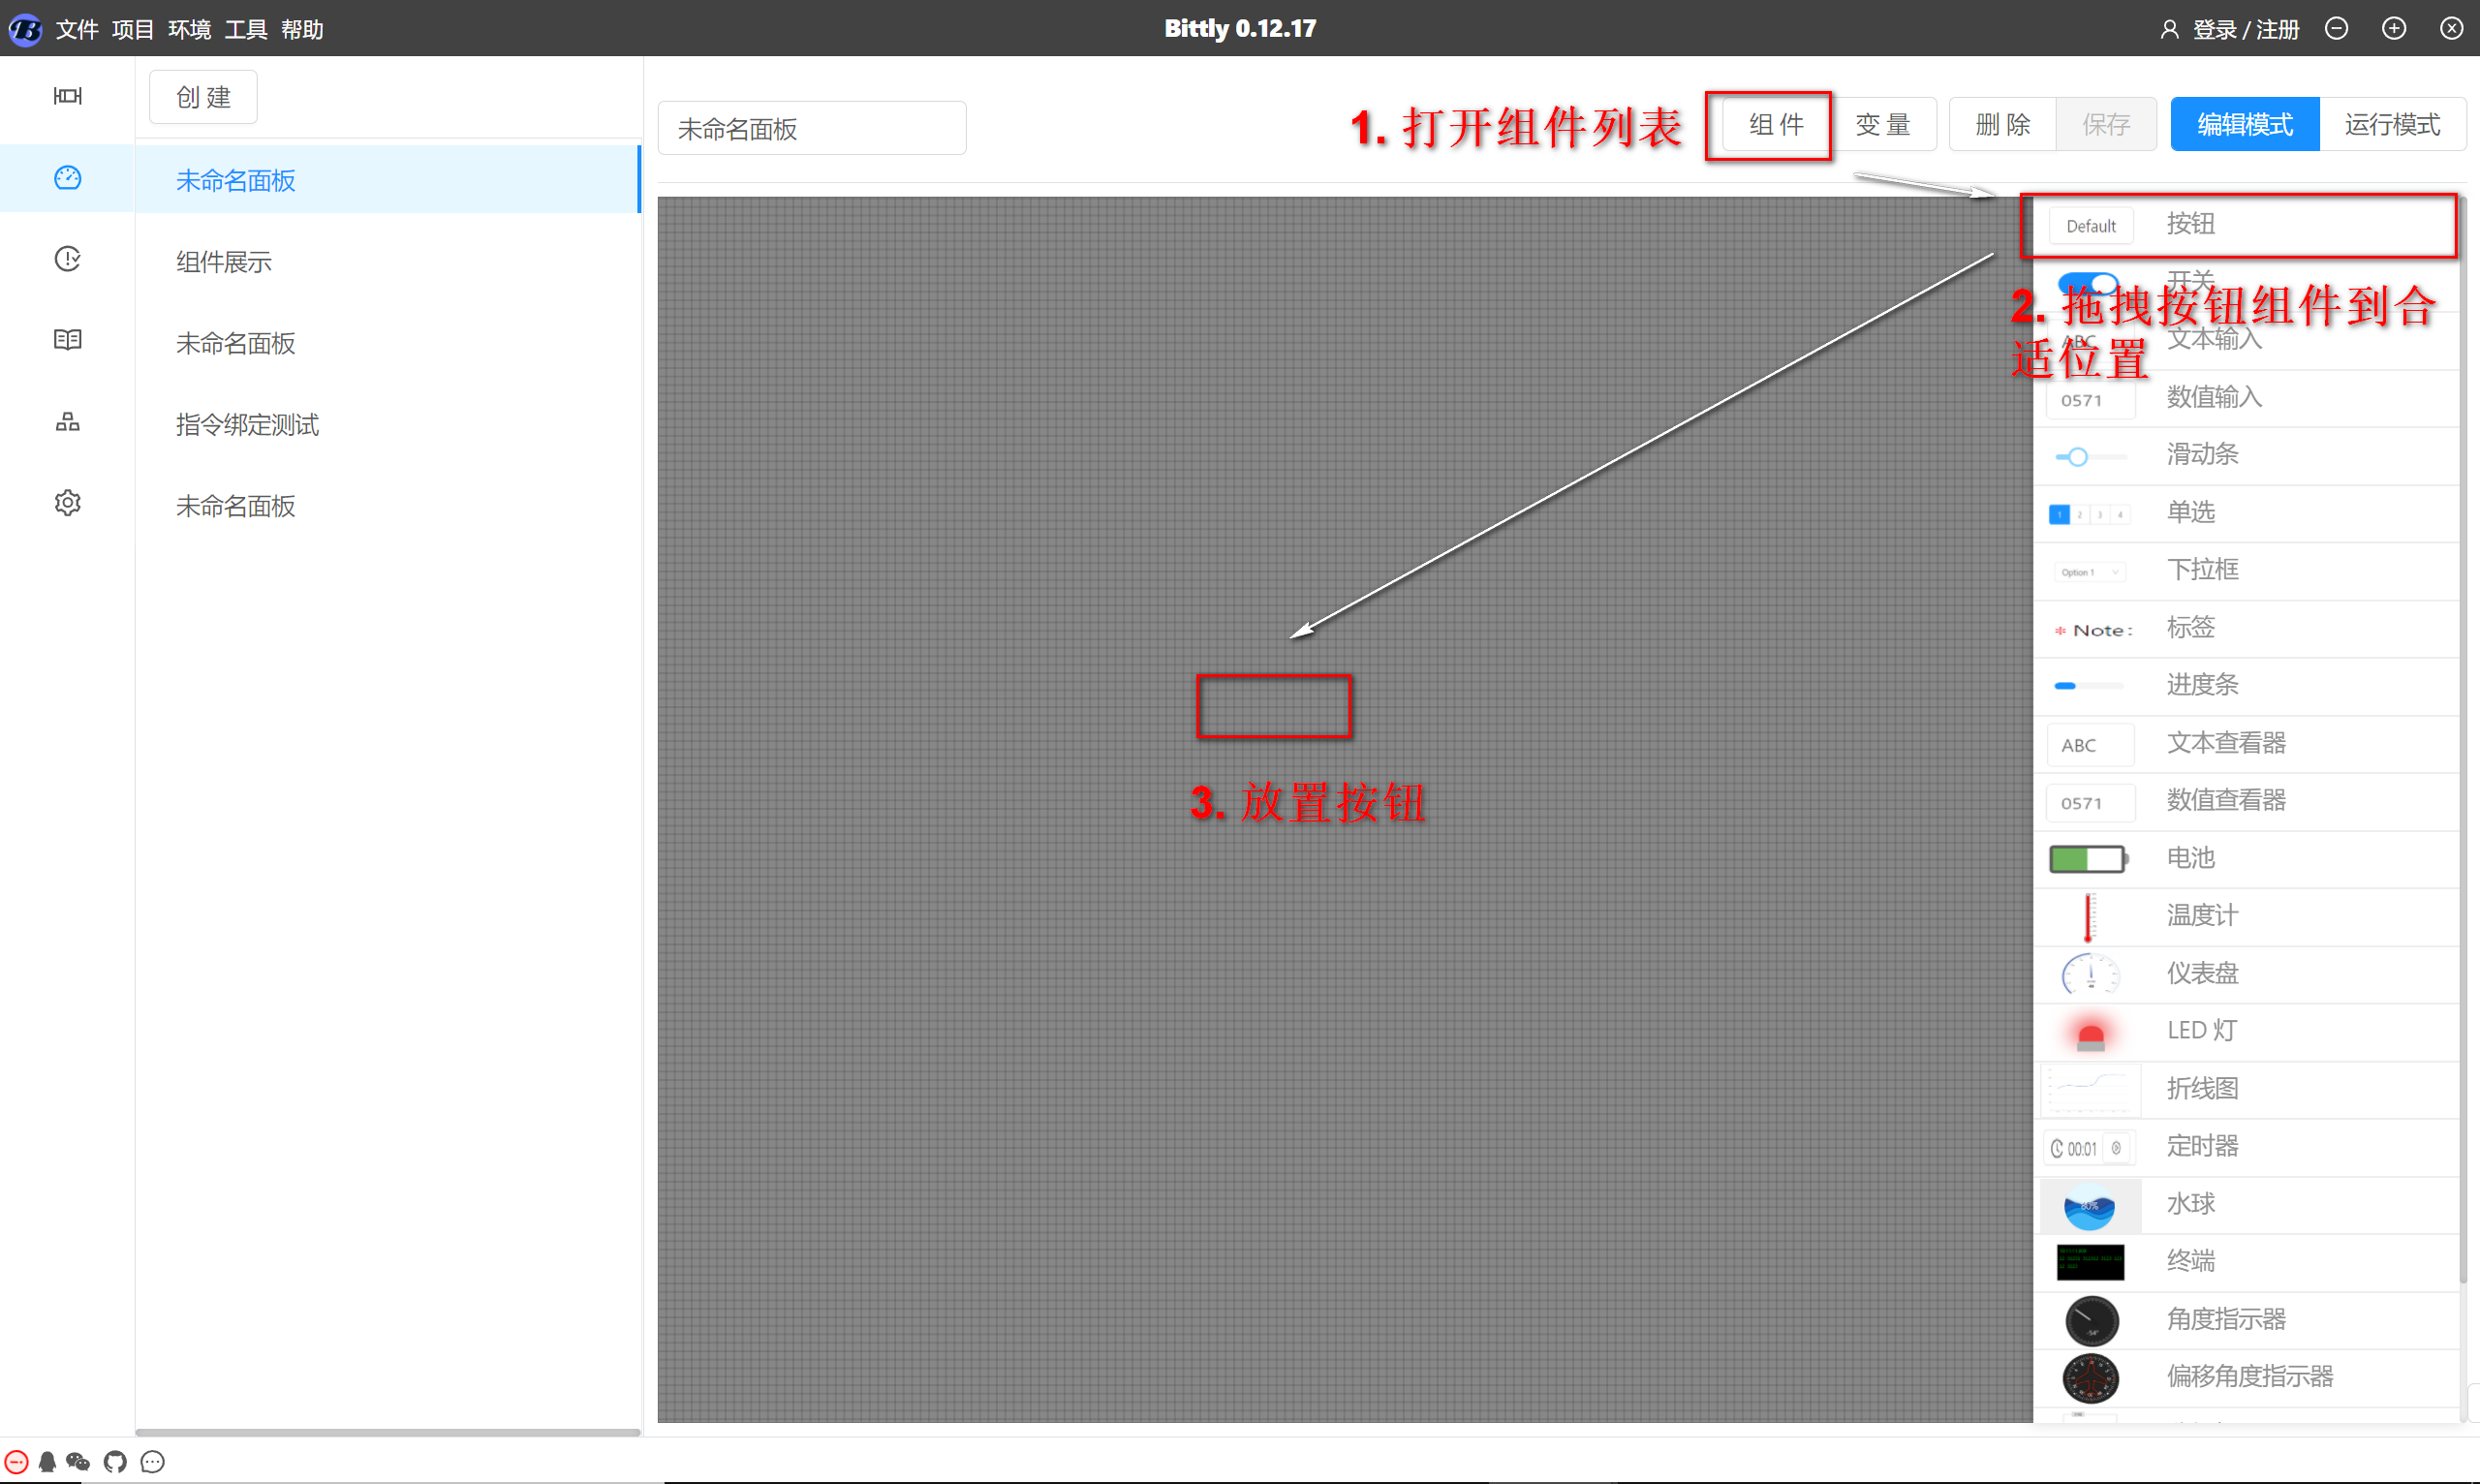 文件 项目 环境 工具 帮助
Bittly 0.12.17
登录 / 注册
创 建
未命名面板
组件展示
未命名面板
指令绑定测试
未命名面板
未命名面板
1. 打开组件列表
组 件
变 量
删 除
保存
编辑模式
运行模式
Default
按钮
开关
2. 拖拽按钮组件到合
适位置
ABC
文本输入
0571
数值输入
滑动条
1 2 3 4
单选
Option 1
下拉框
* Note:
标签
进度条
ABC
文本查看器
0571
数值查看器
电池
温度计
仪表盘
LED 灯
折线图
00:01
定时器
80%
水球
终端
-54°
角度指示器
偏移角度指示器
3. 放置按钮